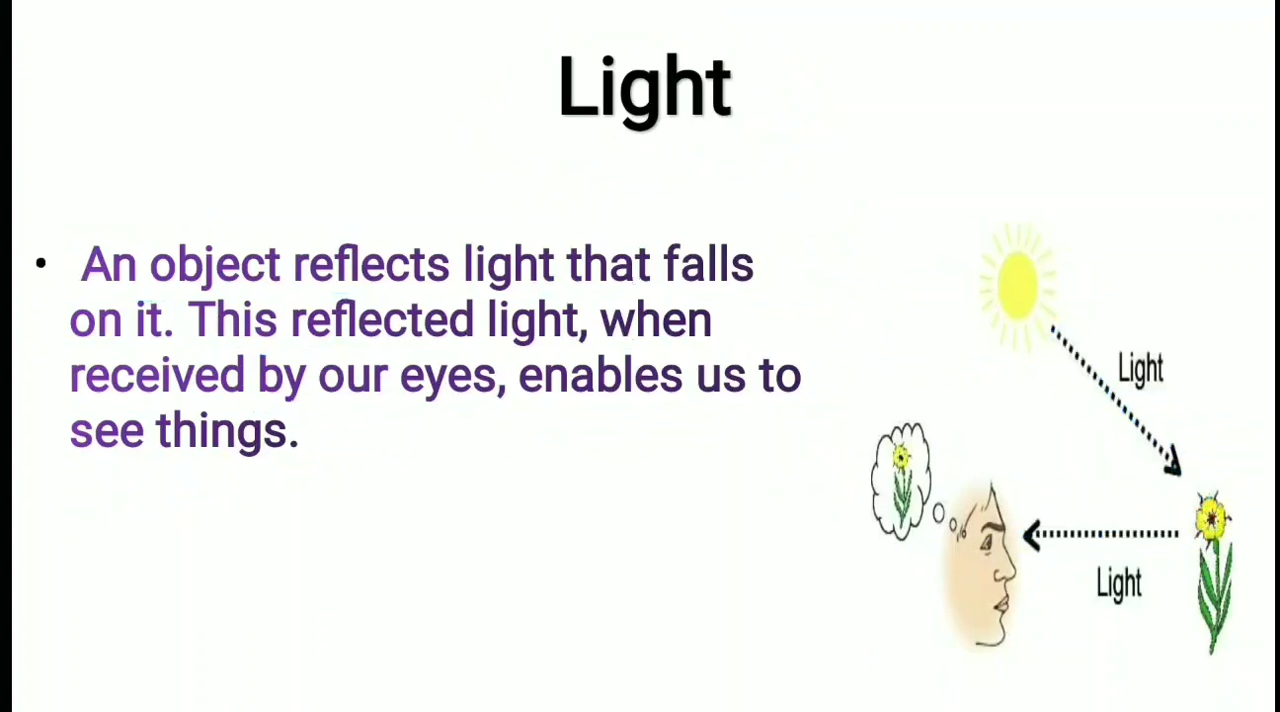 Light
• An object reflects light that falls
on it. This reflected light, when
received by our eyes, enables us to
see things.
Light
Light